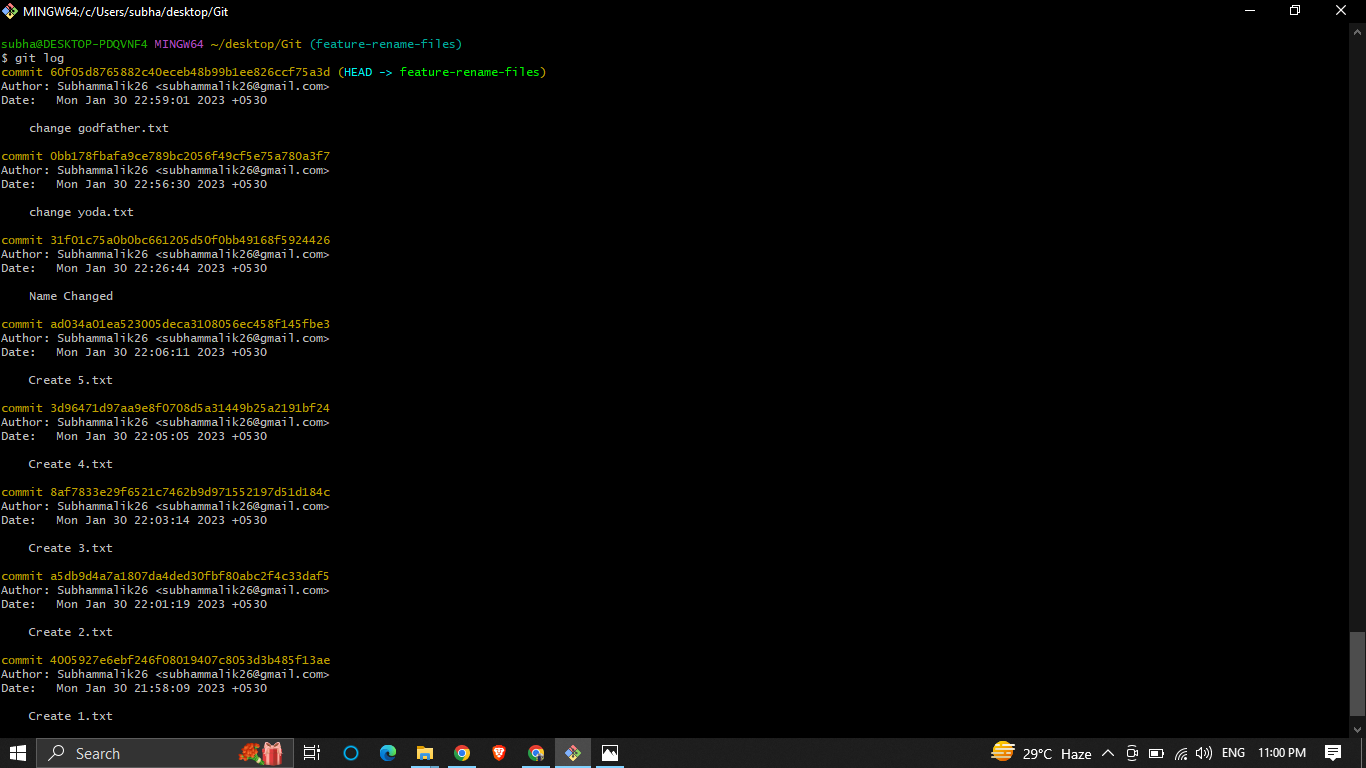 MINGW64:/c/Users/subha/desktop/Git
subha@DESKTOP-PDQVNF4 MINGW64 ~/desktop/Git (feature-rename-files)
$ git log
commit 60f05d8765882c40eceb48b99b1ee826ccf75a3d (HEAD -> feature-rename-files)
Author: Subhammalik26 <subhammalik26@gmail.com>
Date:   Mon Jan 30 22:59:01 2023 +0530
    change godfather.txt
commit 0bb178fbafa9ce789bc2056f49cf5e75a780a3f7
Author: Subhammalik26 <subhammalik26@gmail.com>
Date:   Mon Jan 30 22:56:30 2023 +0530
    change yoda.txt
commit 31f01c75a0b0bc661205d50f0bb49168f5924426
Author: Subhammalik26 <subhammalik26@gmail.com>
Date:   Mon Jan 30 22:26:44 2023 +0530
    Name Changed
commit ad034a01ea523005deca3108056ec458f145fbe3
Author: Subhammalik26 <subhammalik26@gmail.com>
Date:   Mon Jan 30 22:06:11 2023 +0530
    Create 5.txt
commit 3d96471d97aa9e8f0708d5a31449b25a2191bf24
Author: Subhammalik26 <subhammalik26@gmail.com>
Date:   Mon Jan 30 22:05:05 2023 +0530
    Create 4.txt
commit 8af7833e29f6521c7462b9d971552197d51d184c
Author: Subhammalik26 <subhammalik26@gmail.com>
Date:   Mon Jan 30 22:03:14 2023 +0530
    Create 3.txt
commit a5db9d4a7a1807da4ded30fbf80abc2f4c33daf5
Author: Subhammalik26 <subhammalik26@gmail.com>
Date:   Mon Jan 30 22:01:19 2023 +0530
    Create 2.txt
commit 4005927e6ebf246f08019407c8053d3b485f13ae
Author: Subhammalik26 <subhammalik26@gmail.com>
Date:   Mon Jan 30 21:58:09 2023 +0530
    Create 1.txt
Search 29°C Haze ENG 11:00 PM